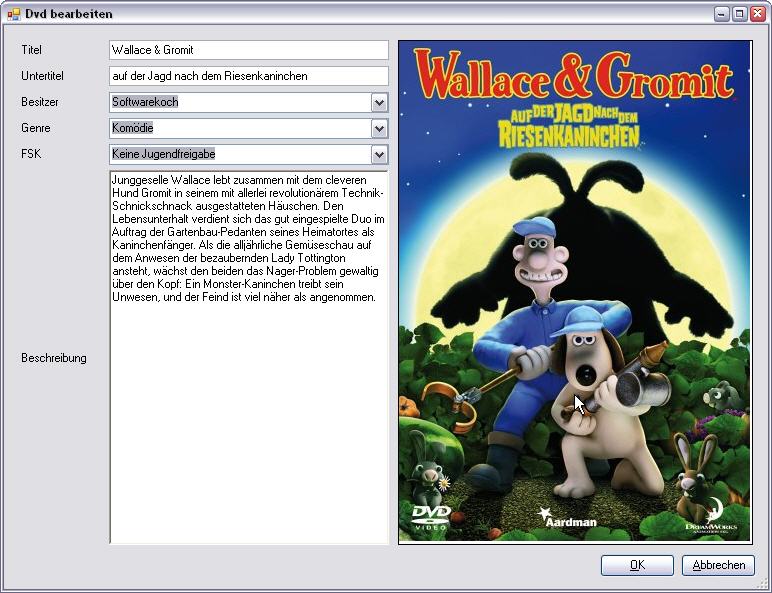 Dvd bearbeiten
Titel
Wallace & Gromit
Untertitel
auf der Jagd nach dem Riesenkaninchen
Besitzer
Softwarekoch
Genre
Komödie
FSK
Keine Jugendfreigabe
Beschreibung
Junggeselle Wallace lebt zusammen mit dem cleveren
Hund Gromit in seinem mit allerlei revolutionärem Technik-
Schnickschnack ausgestatteten Häuschen. Den
Lebensunterhalt verdient sich das gut eingespielte Duo im
Auftrag der Gartenbau-Pedanten seines Heimatortes als
Kaninchenfänger. Als die alljährliche Gemüseschau auf
dem Anwesen der bezaubernden Lady Tottington
ansteht, wächst den beiden das Nager-Problem gewaltig
über den Kopf: Ein Monster-Kaninchen treibt sein
Unwesen, und der Feind ist viel näher als angenommen.
Wallace & Gromit
AUF DER JAGD NACH DEM
RIESENKANINCHEN
DVD
VIDEO
Aardman
DREAMWORKS
ANIMATION SKG
OK
Abbrechen